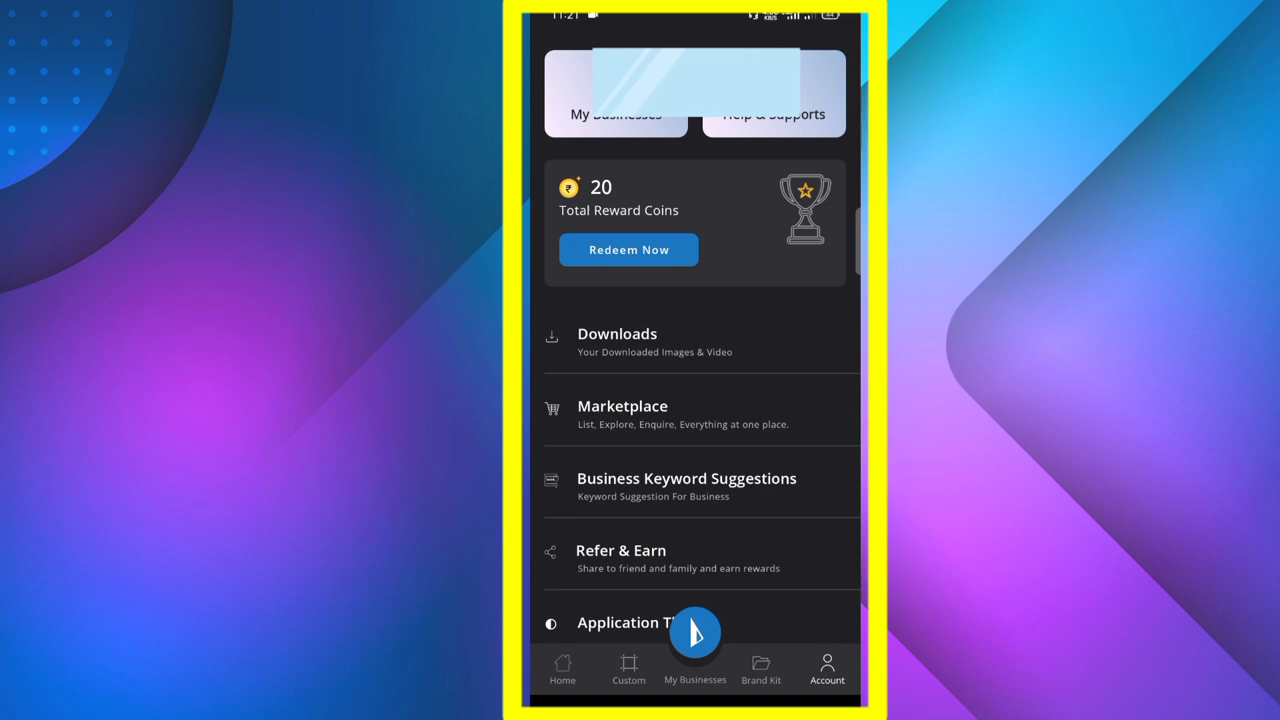 11:21
My Businesses
Help & Supports
20
Total Reward Coins
Redeem Now
Downloads
Your Downloaded Images & Video
Marketplace
List, Explore, Enquire, Everything at one place.
Business Keyword Suggestions
Keyword Suggestion For Business
Refer & Earn
Share to friend and family and earn rewards
Application
Home
Custom
My Businesses
Brand Kit
Account